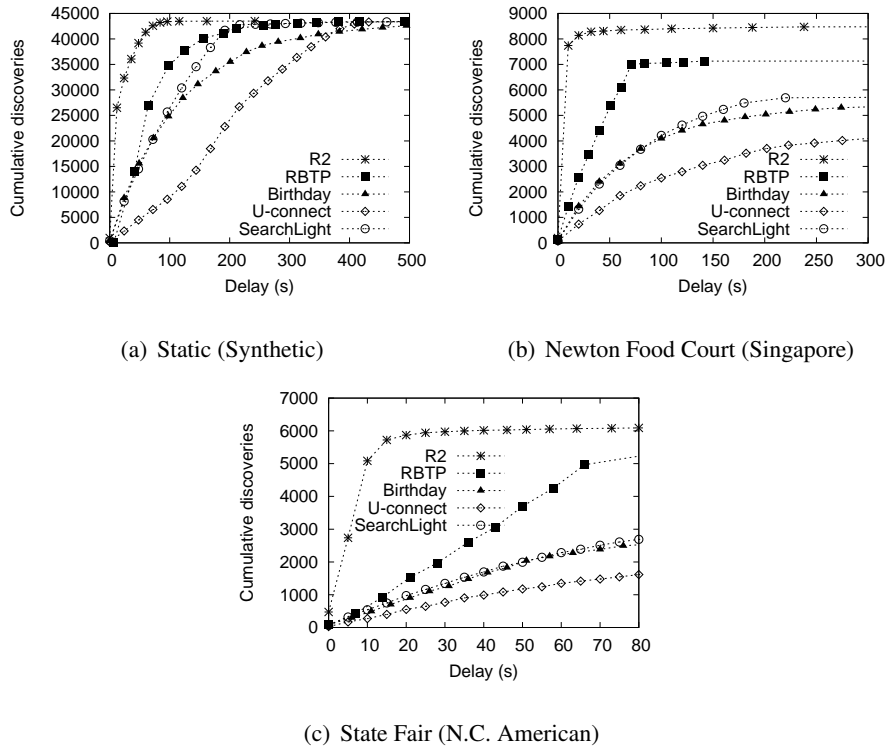 45000
40000
35000
30000
25000
20000
15000
10000
5000
0
Cumulative discoveries
R2
RBTP
Birthday
U-connect
SearchLight
0 100 200 300 400 500
Delay (s)
(a) Static (Synthetic)
9000
8000
7000
6000
5000
4000
3000
2000
1000
0
Cumulative discoveries
R2
RBTP
Birthday
U-connect
SearchLight
0 50 100 150 200 250 300
Delay (s)
(b) Newton Food Court (Singapore)
7000
6000
5000
4000
3000
2000
1000
0
Cumulative discoveries
R2
RBTP
Birthday
U-connect
SearchLight
0 10 20 30 40 50 60 70 80
Delay (s)
(c) State Fair (N.C. American)